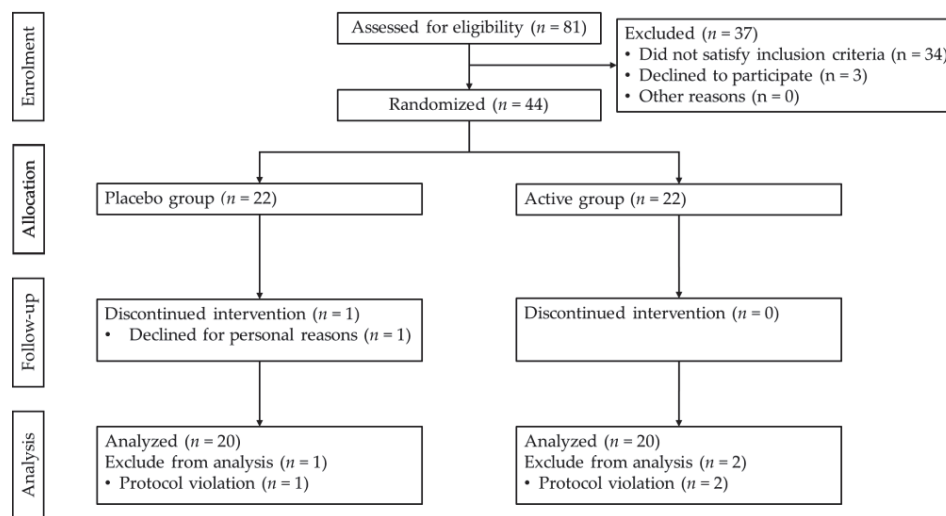 Enrolment
Assessed for eligibility (n = 81)
Excluded (n = 37)
• Did not satisfy inclusion criteria (n = 34)
• Declined to participate (n = 3)
• Other reasons (n = 0)
Randomized (n = 44)
Allocation
Placebo group (n = 22)
Active group (n = 22)
Follow-up
Discontinued intervention (n = 1)
• Declined for personal reasons (n = 1)
Discontinued intervention (n = 0)
Analysis
Analyzed (n = 20)
Exclude from analysis (n = 1)
• Protocol violation (n = 1)
Analyzed (n = 20)
Exclude from analysis (n = 2)
• Protocol violation (n = 2)